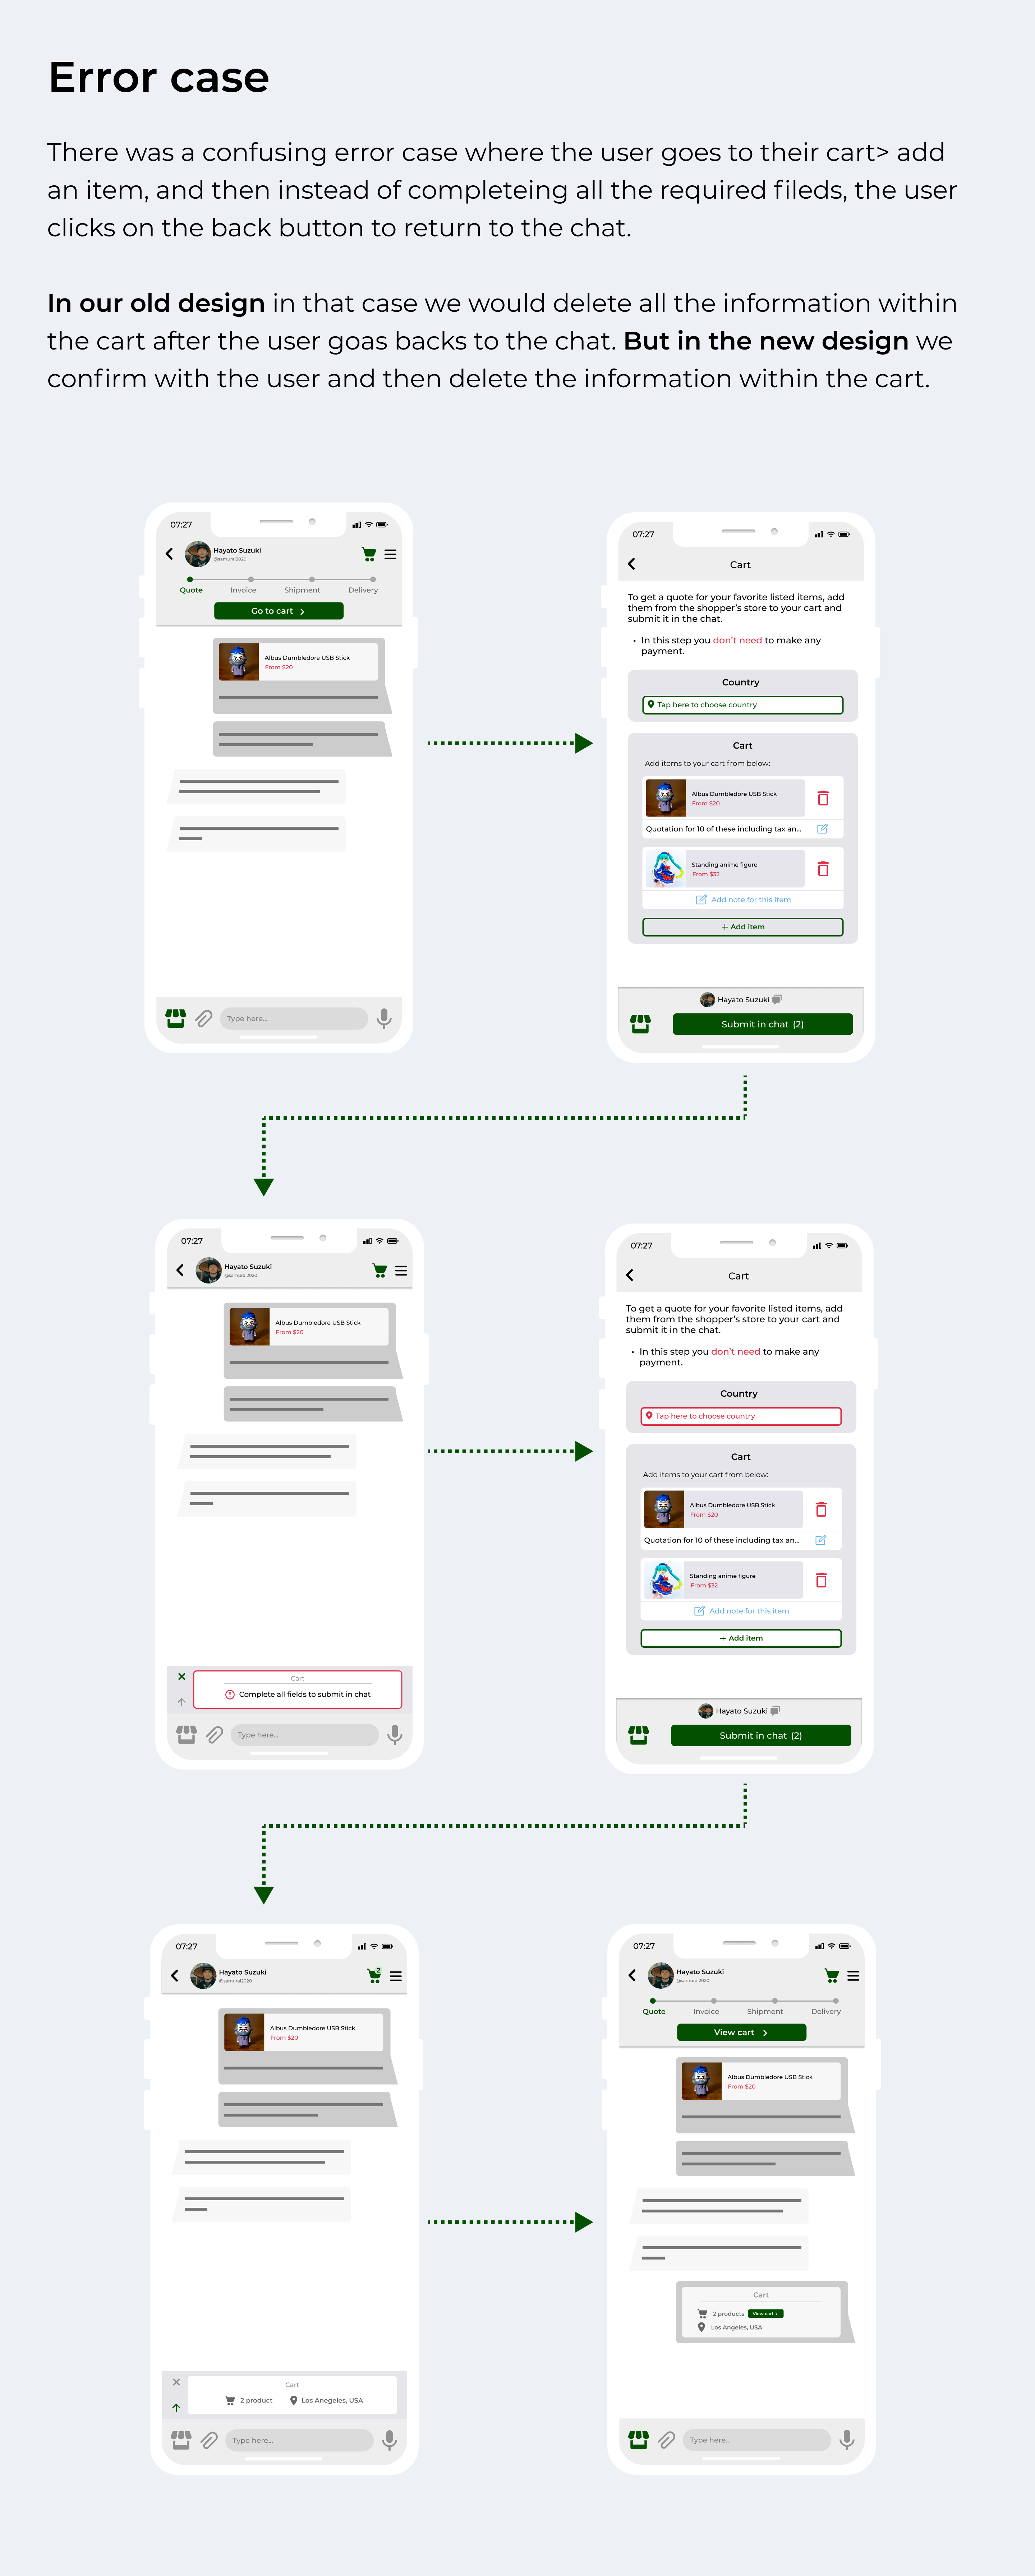 Error case
There was a confusing error case where the user goes to their cart> add
an item, and then instead of completeing all the required fileds, the user
clicks on the back button to return to the chat.
In our old design in that case we would delete all the information within
the cart after the user goas backs to the chat. But in the new design we
confirm with the user and then delete the information within the cart.
07:27
Hayato Suzuki
@samurai2020
Quote Invoice Shipment Delivery
Go to cart >
Albus Dumbledore USB Stick
From $20
Type here...
07:27
Cart
To get a quote for your favorite listed items, add
them from the shopper's store to your cart and
submit it in the chat.
• In this step you don't need to make any
payment.
Country
Tap here to choose country
Cart
Add items to your cart from below:
Albus Dumbledore USB Stick
From $20
Quotation for 10 of these including tax an...
Standing anime figure
From $32
Add note for this item
+ Add item
Hayato Suzuki
Submit in chat (2)
07:27
Hayato Suzuki
@samurai2020
Albus Dumbledore USB Stick
From $20
Cart
Complete all fields to submit in chat
Type here...
07:27
Cart
To get a quote for your favorite listed items, add
them from the shopper's store to your cart and
submit it in the chat.
• In this step you don't need to make any
payment.
Country
Tap here to choose country
Cart
Add items to your cart from below:
Albus Dumbledore USB Stick
From $20
Quotation for 10 of these including tax an...
Standing anime figure
From $32
Add note for this item
+ Add item
Hayato Suzuki
Submit in chat (2)
07:27
Hayato Suzuki
@samurai2020
2
Albus Dumbledore USB Stick
From $20
Cart
2 product Los Anegeles, USA
Type here...
07:27
Hayato Suzuki
@samurai2020
Quote Invoice Shipment Delivery
View cart >
Albus Dumbledore USB Stick
From $20
Cart
2 products View cart >
Los Angeles, USA
Type here...